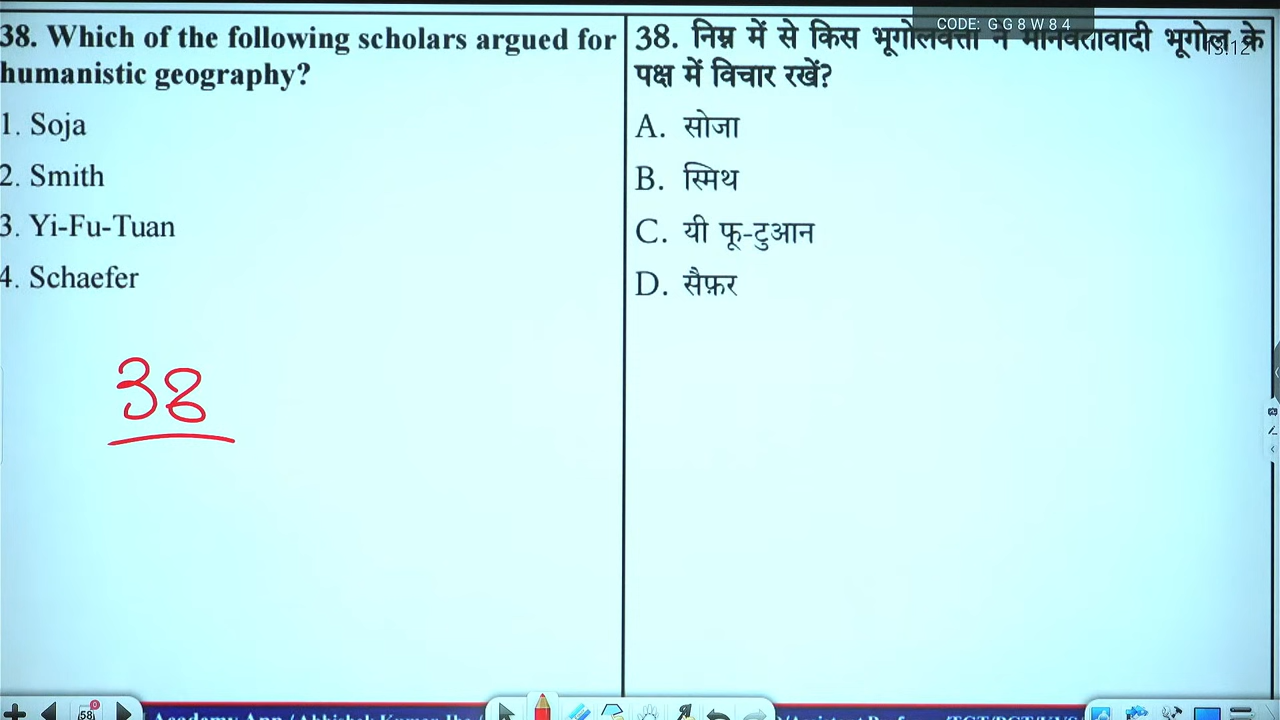 CODE: G G 8 W 8 4
38. Which of the following scholars argued for
humanistic geography?
1. Soja
2. Smith
3. Yi-Fu-Tuan
4. Schaefer
38
38. निम्न में से किस भूगोलवेत्ता ने मानवतावादी भूगोल के
पक्ष में विचार रखें?
A. सोजा
B. स्मिथ
C. यी फू-टुआन
D. सैफ़र
58